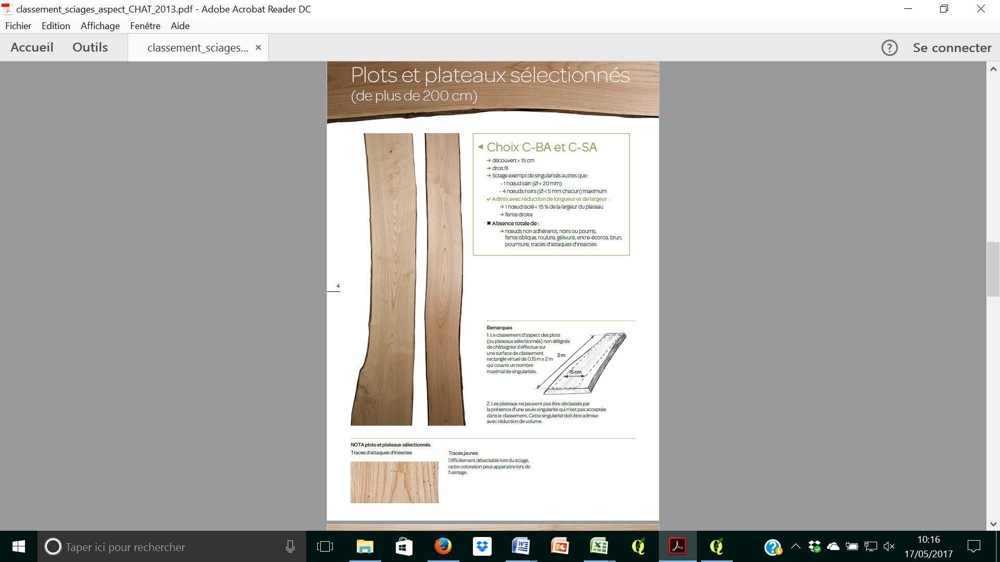 classement_sciages_aspect_CHAT_2013.pdf - Adobe Acrobat Reader DC
Fichier Edition Affichage Fenêtre Aide
Accueil Outils classement_sciages... × ? Se connecter
Plots et plateaux sélectionnés
(de plus de 200 cm)
◄ Choix C-BA et C-SA
→ découvert > 15 cm
→ droit fil
→ Sciage exempt de singularités autres que :
- 1 nœud sain (Ø < 20 mm)
- 4 nœuds noirs (Ø < 5 mm chacun) maximum
✔ Admis avec réduction de longueur et de largeur :
→ 1 nœud isolé < 15 % de la largeur du plateau
→ fente droite
✖ Absence totale de :
→ nœuds non adhérents, noirs ou pourris,
fente oblique, roulure, gélivure, entre-écorce, brun,
pourriture, traces d'attaques d'insectes
4
Remarques
1. Le classement d'aspect des plots
(ou plateaux sélectionnés) non délignés
de châtaignier s'effectue sur
une surface de classement
rectangle virtuel de 0,15 m x 2 m
qui couvre un nombre
maximal de singularités.
2 m
15 cm
2. Les plateaux ne peuvent pas être déclassés par
la présence d'une seule singularité qui n'est pas acceptée
dans le classement. Cette singularité doit être admise
avec réduction de volume.
NOTA plots et plateaux sélectionnés
Traces d'attaques d'insectes
Traces jaunes
Difficilement détectable lors du sciage,
cette coloration peut apparaitre lors de
l'usinage.
Taper ici pour rechercher
10:16
17/05/2017